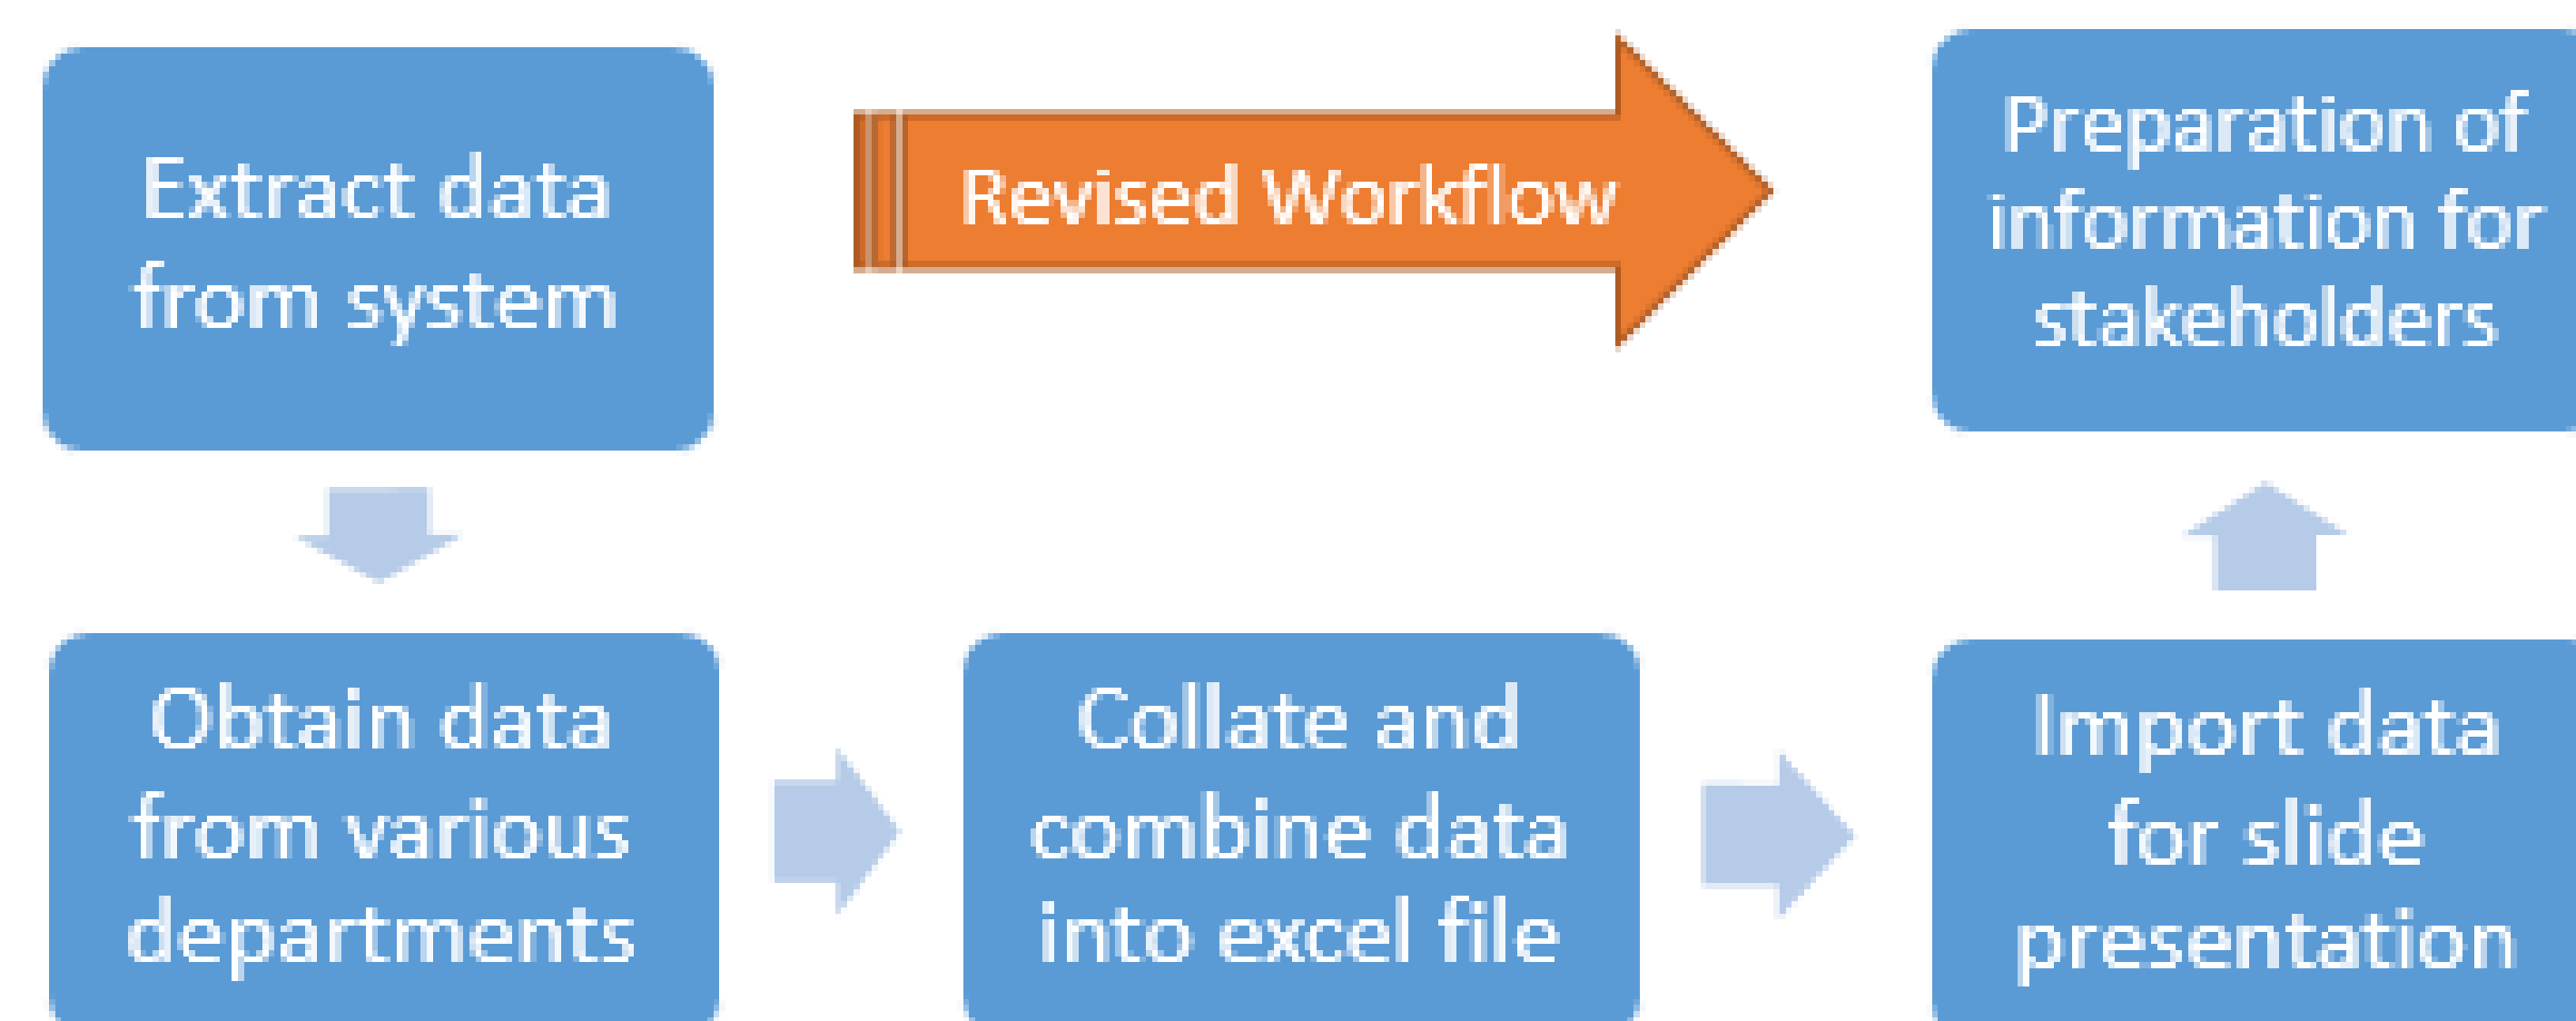 Extract data
from system
Revised Workflow
Preparation of
information for
stakeholders
Obtain data
from various
departments
Collate and
combine data
into excel file
Import data
for slide
presentation